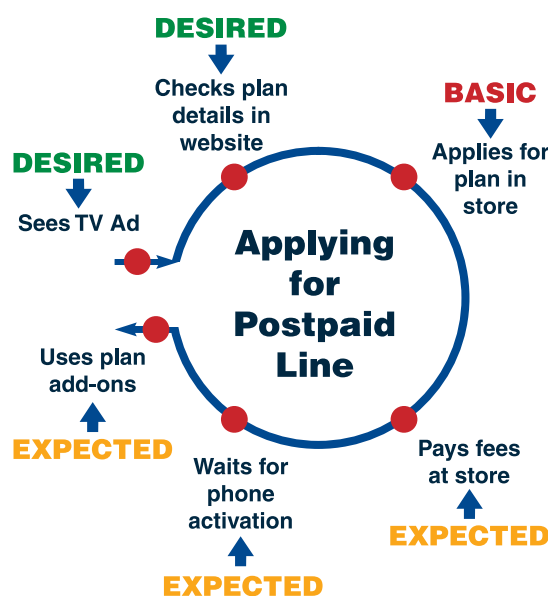 DESIRED
Checks plan
details in
website
BASIC
Applies for
plan in
store
DESIRED
Sees TV Ad
Applying
for
Postpaid
Line
Uses plan
add-ons
EXPECTED
Waits for
phone
activation
EXPECTED
Pays fees
at store
EXPECTED